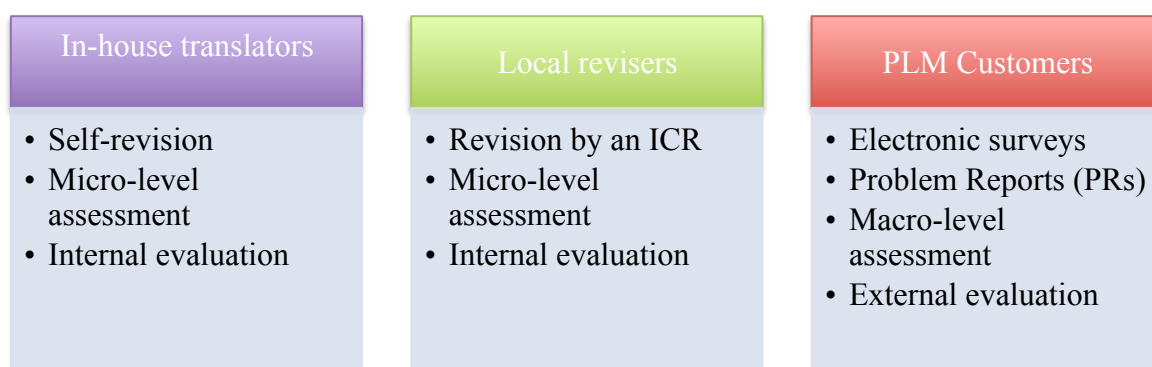 In-house translators
• Self-revision
• Micro-level
assessment
• Internal evaluation
Local revisers
• Revision by an ICR
• Micro-level
assessment
• Internal evaluation
PLM Customers
• Electronic surveys
• Problem Reports (PRs)
• Macro-level
assessment
• External evaluation